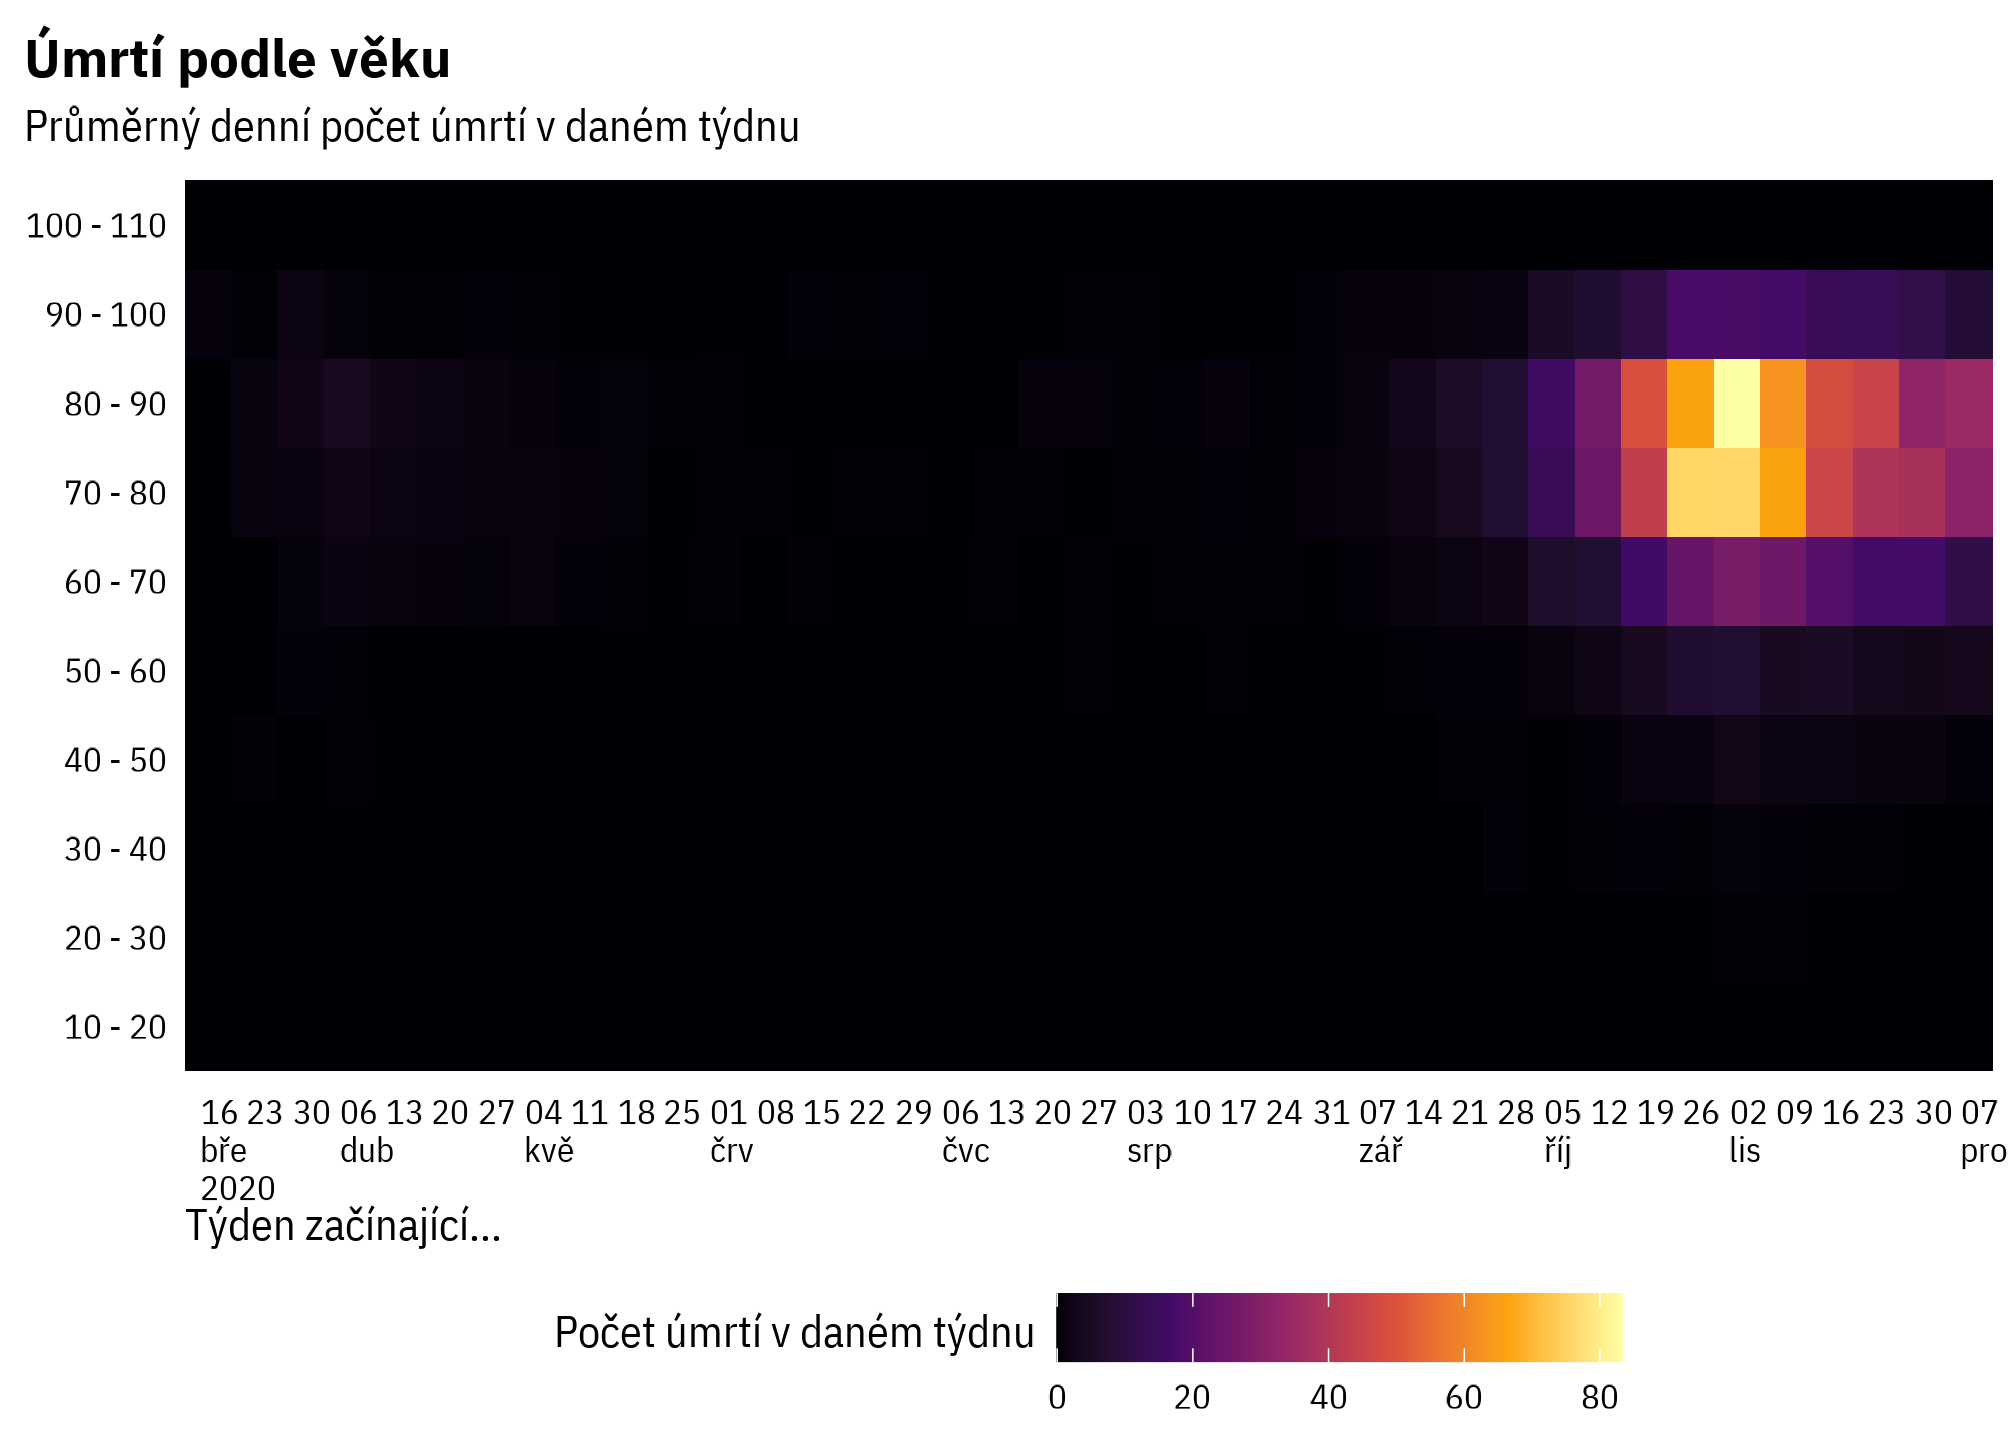 Úmrtí podle věku
Průměrný denní počet úmrtí v daném týdnu
100 - 110
90 - 100
80 - 90
70 - 80
60 - 70
50 - 60
40 - 50
30 - 40
20 - 30
10 - 20
16 23 30 06 13 20 27 04 11 18 25 01 08 15 22 29 06 13 20 27 03 10 17 24 31 07 14 21 28 05 12 19 26 02 09 16 23 30 07
bře dub kvě črv čvc srp zář říj lis pro
2020
Týden začínající...
Počet úmrtí v daném týdnu
0 20 40 60 80